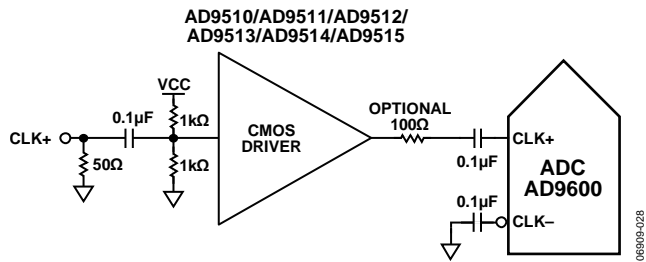 AD9510/AD9511/AD9512/
AD9513/AD9514/AD9515
VCC
0.1µF
1kΩ
CLK+
50Ω
1kΩ
CMOS
DRIVER
OPTIONAL
100Ω
0.1µF
CLK+
ADC
AD9600
0.1µF
CLK–
06909-028